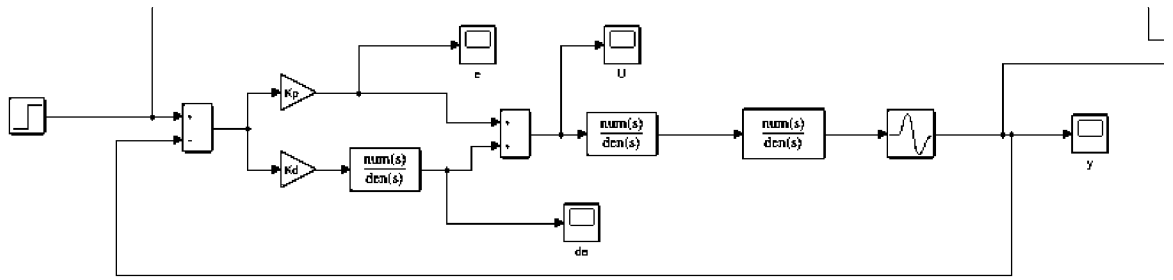 +
-
Kp
Kd
num(s)
den(s)
e
de
+
+
U
num(s)
den(s)
num(s)
den(s)
y